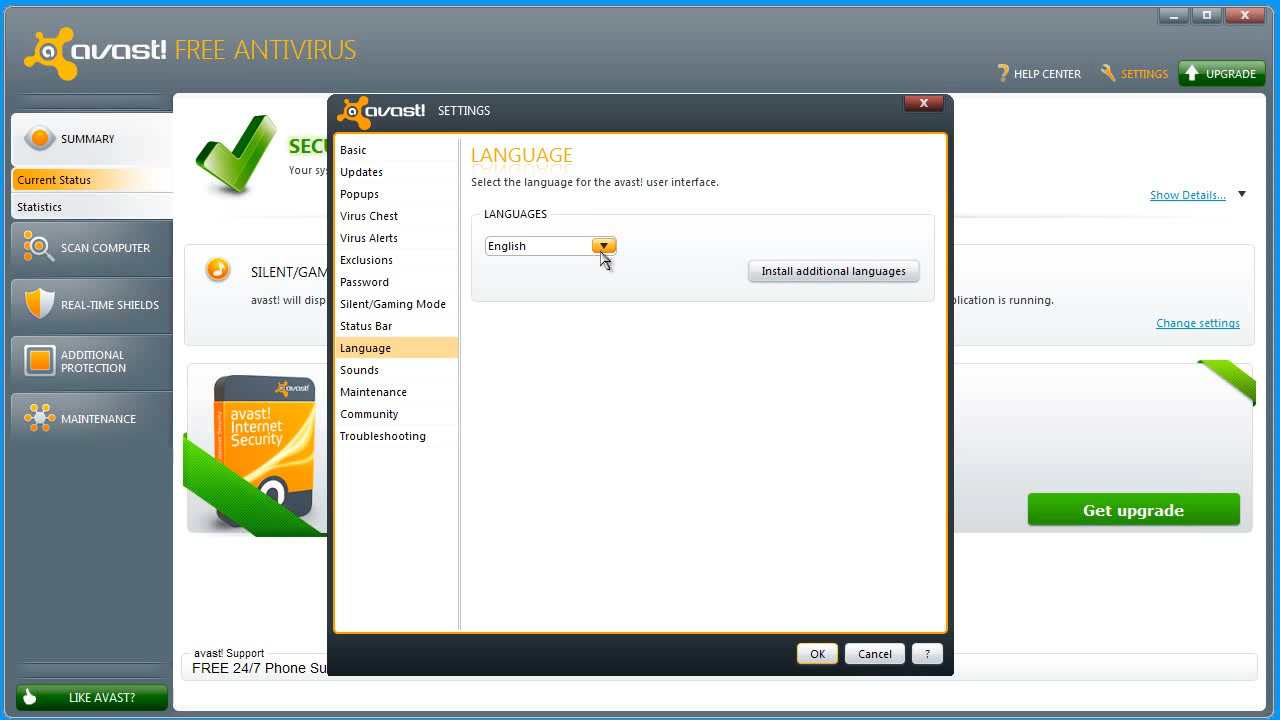 avast! FREE ANTIVIRUS
HELP CENTER
SETTINGS
UPGRADE
SUMMARY
Current Status
Statistics
SCAN COMPUTER
REAL-TIME SHIELDS
ADDITIONAL
PROTECTION
MAINTENANCE
LIKE AVAST?
SECU
Your sys
Show Details...
SILENT/GAM
avast! will disp
plication is running.
Change settings
avast!
avast!
Internet
Security
Get upgrade
avast! Support
FREE 24/7 Phone Su
avast! SETTINGS
Basic
Updates
Popups
Virus Chest
Virus Alerts
Exclusions
Password
Silent/Gaming Mode
Status Bar
Language
Sounds
Maintenance
Community
Troubleshooting
LANGUAGE
Select the language for the avast! user interface.
LANGUAGES
English
Install additional languages
OK
Cancel
?